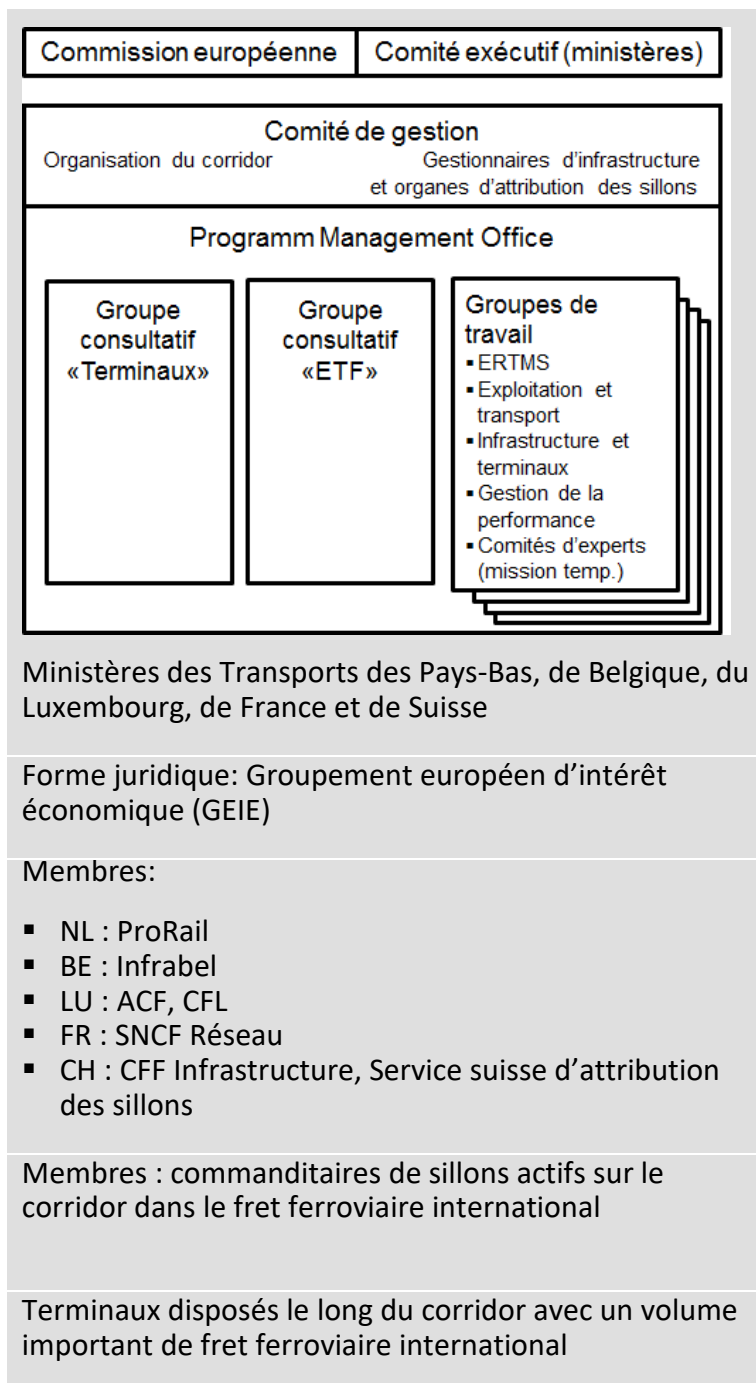 Commission européenne
Comité exécutif (ministères)
Comité de gestion
Organisation du corridor
Gestionnaires d'infrastructure
et organes d'attribution des sillons
Programm Management Office
Groupe
consultatif
«Terminaux»
Groupe
consultatif
«ETF»
Groupes de
travail
▪ ERTMS
▪ Exploitation et
transport
▪ Infrastructure et
terminaux
▪ Gestion de la
performance
▪ Comités d'experts
(mission temp.)
Ministères des Transports des Pays-Bas, de Belgique, du
Luxembourg, de France et de Suisse
Forme juridique: Groupement européen d’intérêt
économique (GEIE)
Membres:
▪ NL : ProRail
▪ BE : Infrabel
▪ LU : ACF, CFL
▪ FR : SNCF Réseau
▪ CH : CFF Infrastructure, Service suisse d’attribution
des sillons
Membres : commanditaires de sillons actifs sur le
corridor dans le fret ferroviaire international
Terminaux disposés le long du corridor avec un volume
important de fret ferroviaire international